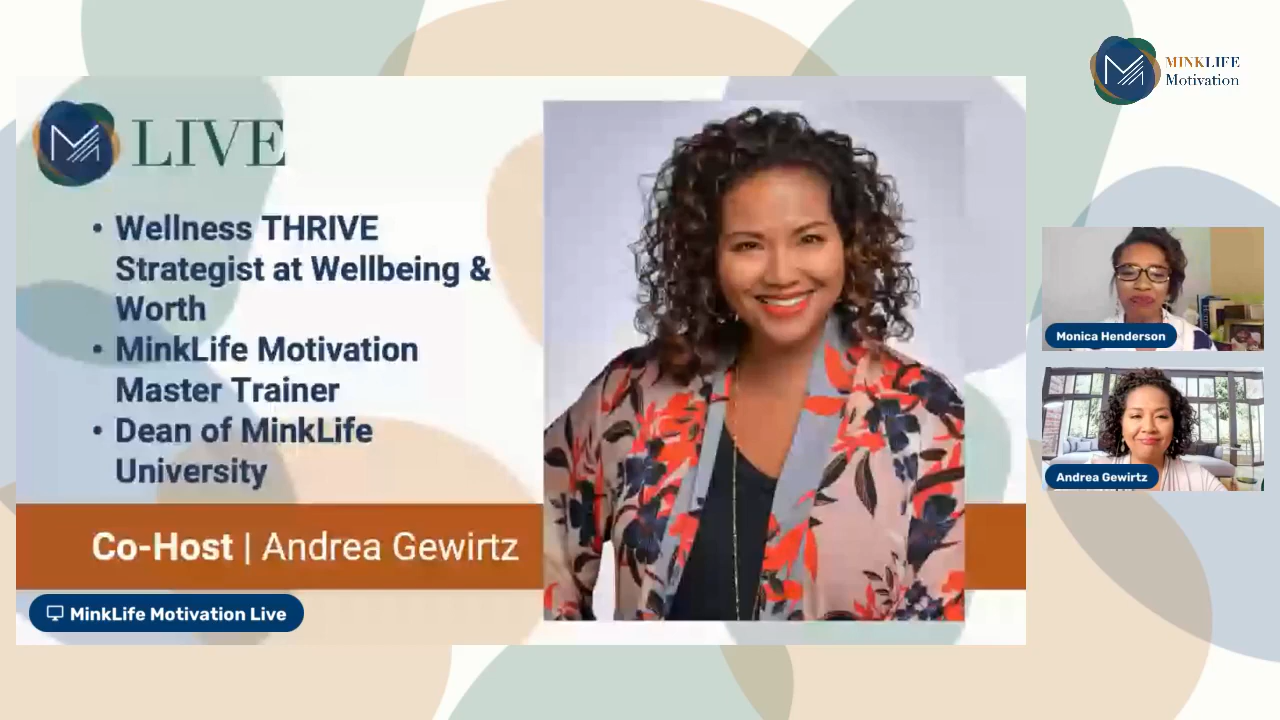 MINKLIFE
Motivation
LIVE
• Wellness THRIVE
Strategist at Wellbeing &
Worth
• MinkLife Motivation
Master Trainer
• Dean of MinkLife
University
Co-Host | Andrea Gewirtz
MinkLife Motivation Live
Monica Henderson
Andrea Gewirtz